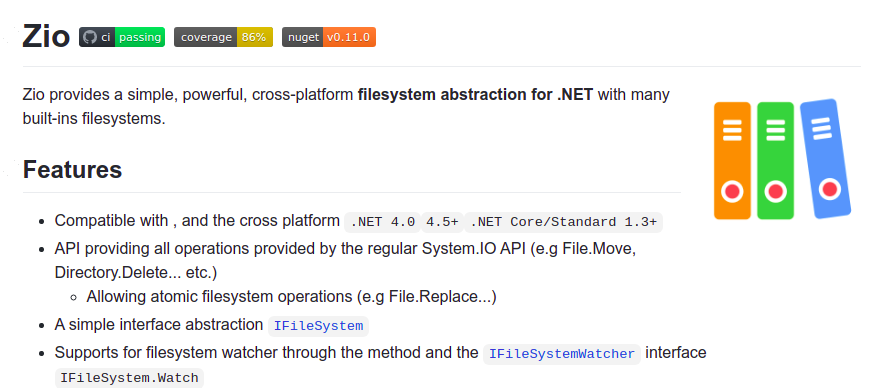 Zio ci passing coverage 86% nuget v0.11.0
Zio provides a simple, powerful, cross-platform filesystem abstraction for .NET with many
built-ins filesystems.
Features
• Compatible with , and the cross platform .NET 4.0 4.5+ .NET Core/Standard 1.3+
• API providing all operations provided by the regular System.IO API (e.g File.Move,
Directory.Delete... etc.)
◦ Allowing atomic filesystem operations (e.g File.Replace...)
• A simple interface abstraction IFileSystem
• Supports for filesystem watcher through the method and the IFileSystemWatcher interface
IFileSystem.Watch